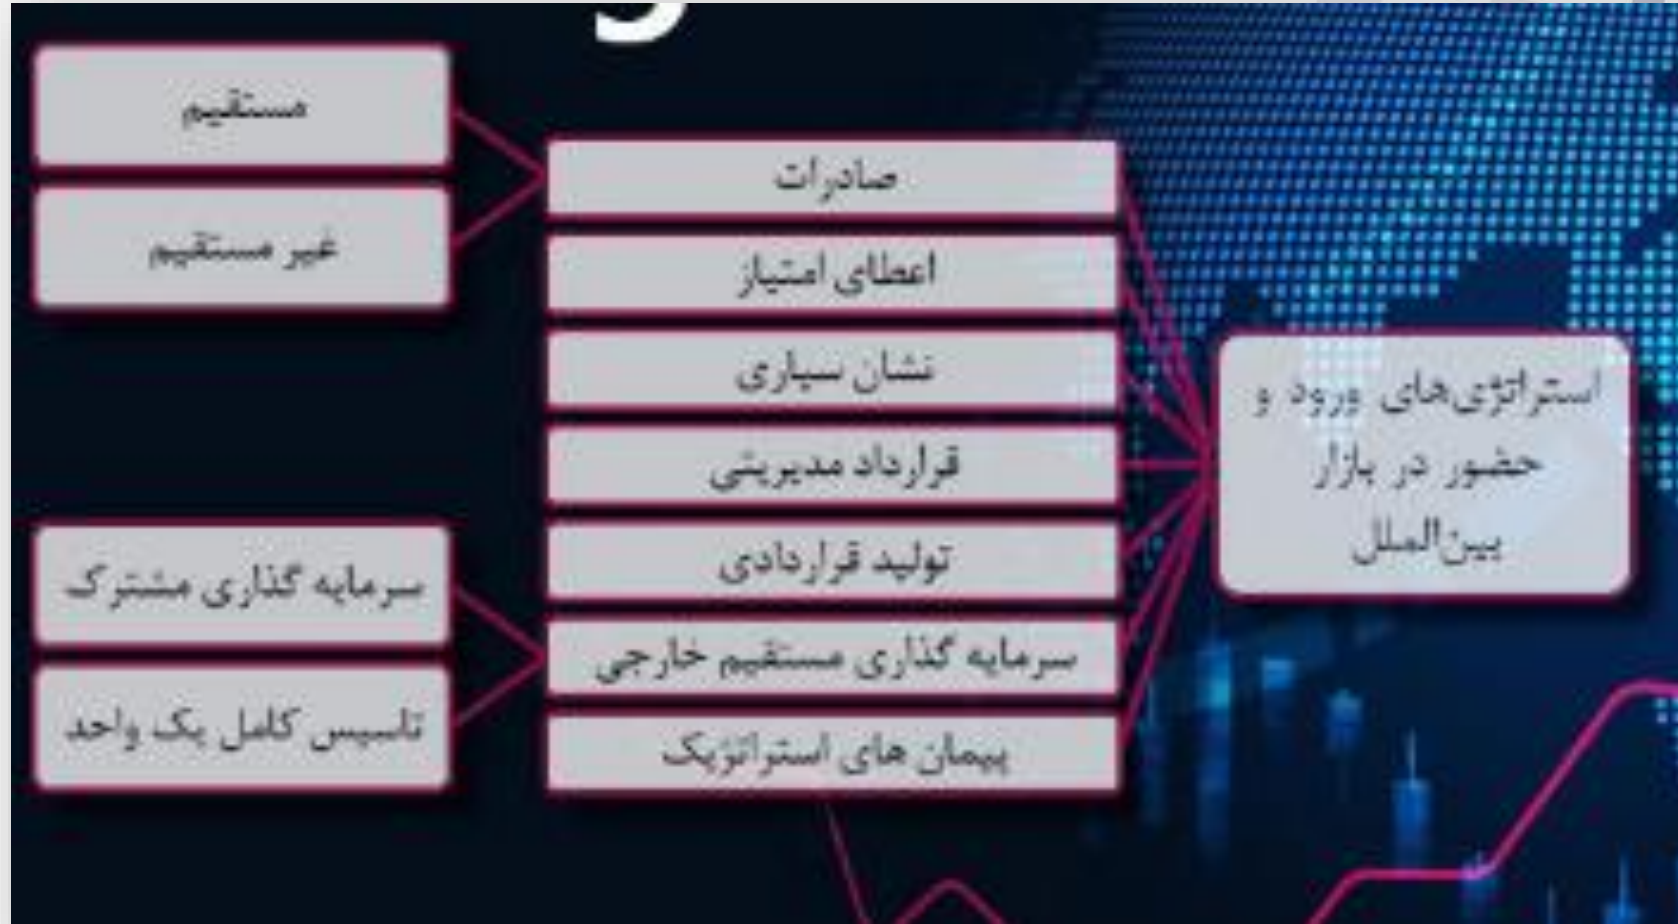 استراتژی‌های ورود و
حضور در بازار
بین‌الملل
صادرات
اعطای امتیاز
نشان سپاری
قرارداد مدیریتی
تولید قراردادی
سرمایه گذاری مستقیم خارجی
پیمان های استراتژیک
مستقیم
غیر مستقیم
سرمایه گذاری مشترک
تاسیس کامل یک واحد